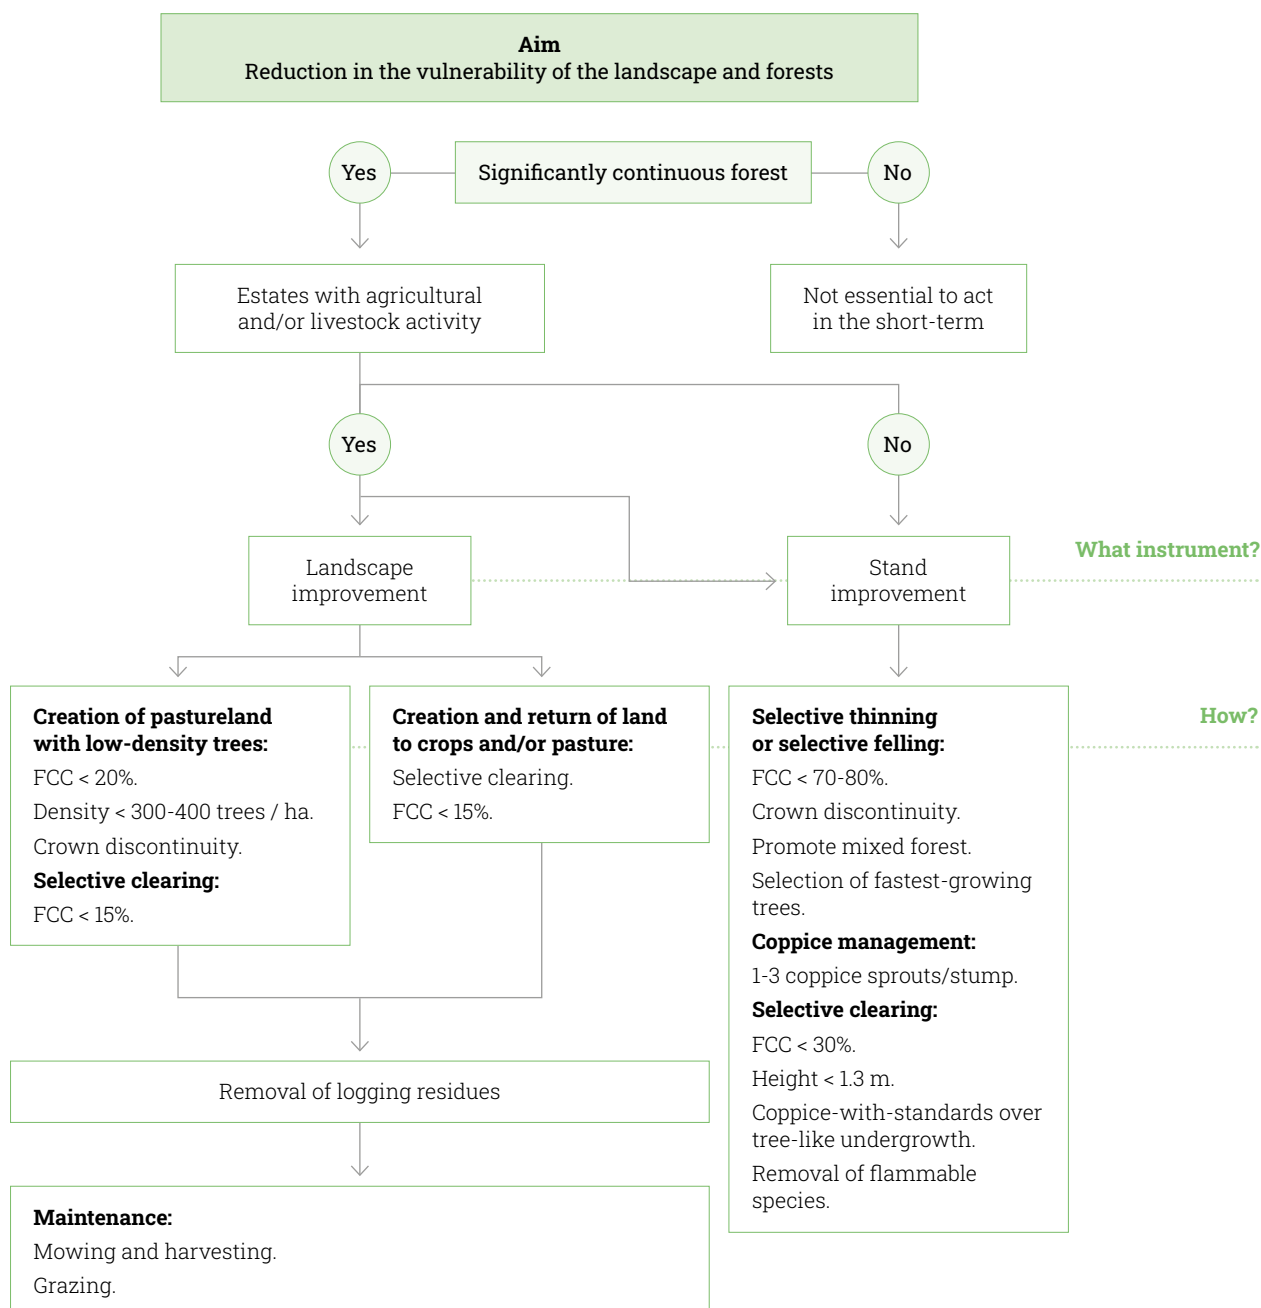 Aim
Reduction in the vulnerability of the landscape and forests
Yes
Significantly continuous forest
No
Estates with agricultural
and/or livestock activity
Not essential to act
in the short-term
Yes
No
What instrument?
Landscape
improvement
Stand
improvement
How?
Creation of pastureland
with low-density trees:
FCC < 20%.
Density < 300-400 trees / ha.
Crown discontinuity.
Selective clearing:
FCC < 15%.
Creation and return of land
to crops and/or pasture:
Selective clearing.
FCC < 15%.
Selective thinning
or selective felling:
FCC < 70-80%.
Crown discontinuity.
Promote mixed forest.
Selection of fastest-growing
trees.
Coppice management:
1-3 coppice sprouts/stump.
Selective clearing:
FCC < 30%.
Height < 1.3 m.
Coppice-with-standards over
tree-like undergrowth.
Removal of flammable
species.
Removal of logging residues
Maintenance:
Mowing and harvesting.
Grazing.